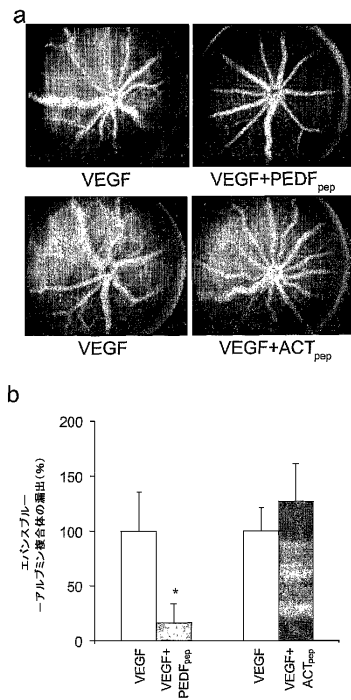 a
VEGF
VEGF+PEDFpep
VEGF
VEGF+ACTpep
b
エバンスブルー
ーアルブミン複合体の漏出(%)
200
150
100
50
0
*
VEGF
VEGF+
PEDFpep
VEGF
VEGF+
ACTpep